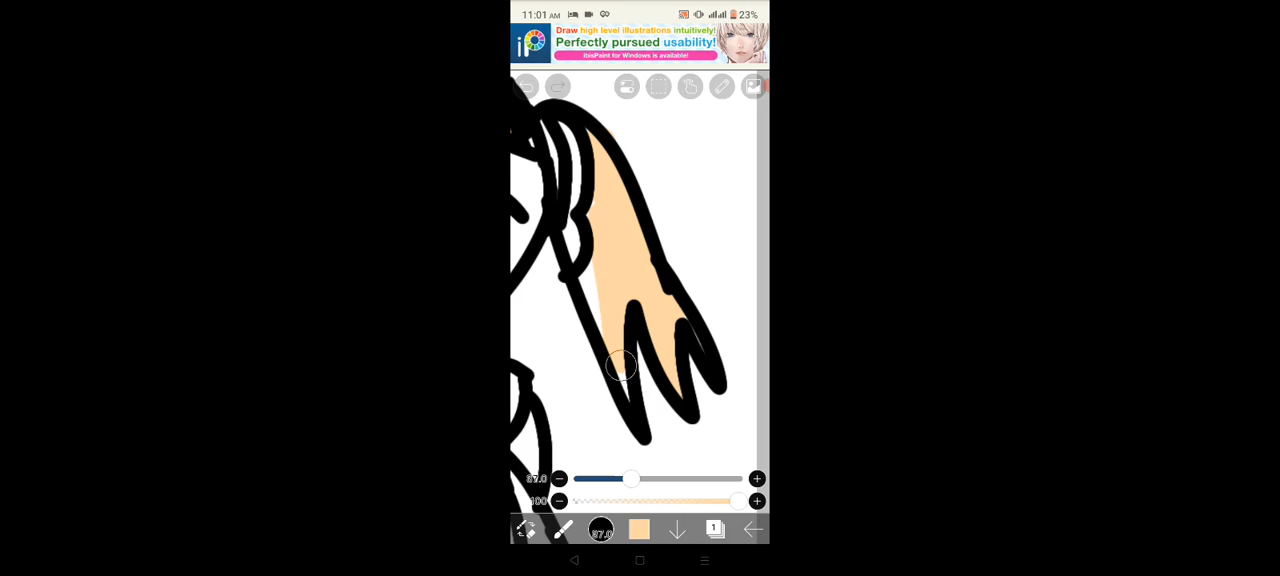 11:01 AM
23%
iP
Draw high level illustrations intuitively!
Perfectly pursued usability!
ibisPaint for Windows is available!
87.0
100
87.0
1